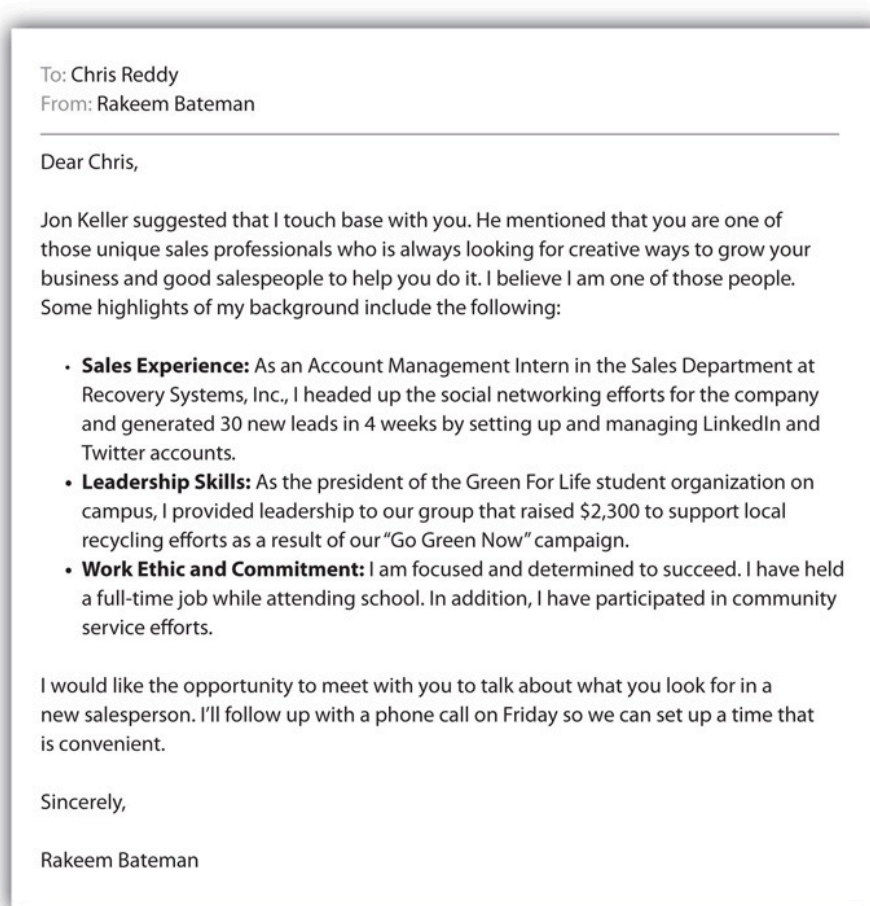 To: Chris Reddy
From: Rakeem Bateman
Dear Chris,
Jon Keller suggested that I touch base with you. He mentioned that you are one of
those unique sales professionals who is always looking for creative ways to grow your
business and good salespeople to help you do it. I believe I am one of those people.
Some highlights of my background include the following:
• Sales Experience: As an Account Management Intern in the Sales Department at
Recovery Systems, Inc., I headed up the social networking efforts for the company
and generated 30 new leads in 4 weeks by setting up and managing LinkedIn and
Twitter accounts.
• Leadership Skills: As the president of the Green For Life student organization on
campus, I provided leadership to our group that raised $2,300 to support local
recycling efforts as a result of our “Go Green Now” campaign.
• Work Ethic and Commitment: I am focused and determined to succeed. I have held
a full-time job while attending school. In addition, I have participated in community
service efforts.
I would like the opportunity to meet with you to talk about what you look for in a
new salesperson. I’ll follow up with a phone call on Friday so we can set up a time that
is convenient.
Sincerely,
Rakeem Bateman